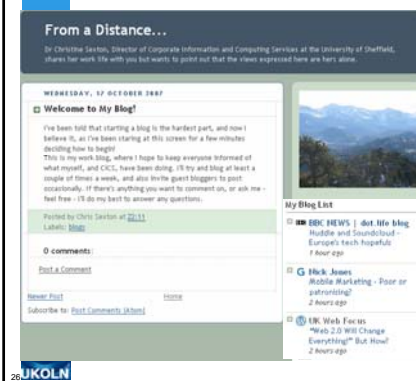 From a Distance...
Dr Christine Sexton, Director of Corporate Information and Computing Services at the University of Sheffield,
shares her work life with you but wants to point out that the views expressed here are hers alone.
WEDNESDAY, 17 OCTOBER 2007
Welcome to My Blog!
I've been told that starting a blog is the hardest part, and now I
believe it, as I've been staring at this screen for a few minutes
deciding how to begin!
This is my work blog, where I hope to keep everyone informed of
what myself, and CiCS, have been doing. I'll try and blog at least a
couple of times a week, and also invite guest bloggers to post
occasionally. If there's anything you want to comment on, or ask me -
feel free - I'll do my best to answer any questions.
Posted by Chris Sexton at 22:11
Labels: blogs
0 comments:
Post a Comment
Newer Post
Home
Subscribe to: Post Comments (Atom)
My Blog List
BBC NEWS | dot.life blog
Huddle and Soundcloud -
Europe's tech hopefuls
1 hour ago
Nick Jones
Mobile Marketing - Poor or
patronising?
2 hours ago
UK Web Focus
"Web 2.0 Will Change
Everything!" But How?
2 hours ago
26
UKOLN